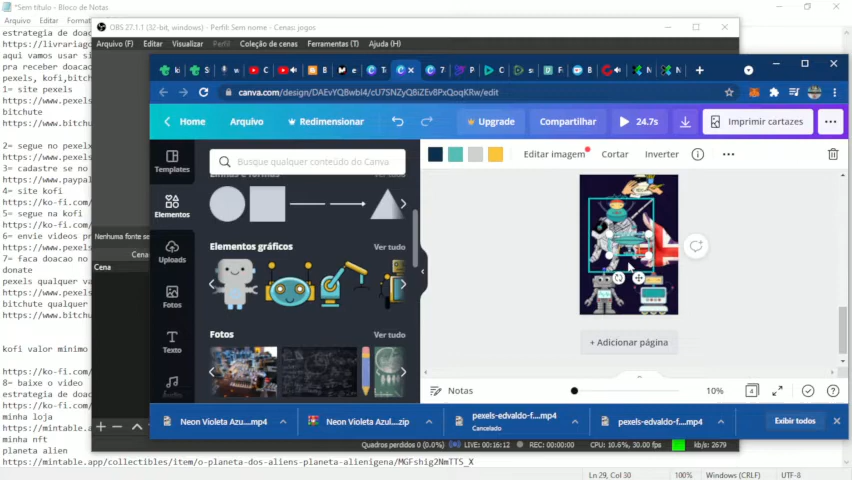 *Sem título - Bloco de Notas
Arquivo Editar Format
estrategia de doac
https://livrariago
aqui vamos usar si
pra receber doacao
pexels, kofi,bitchute
1= site pexels
https://www.pexels
bitchute
https://www.bitchu
2= segue no pexelx
https://www.pexels
3= cadastre se no
https://www.paypal
4= site kofi
https://ko-fi.com/
5= segue na kofi
https://ko-fi.com/
6= envie videos pr
https://www.pexels
7= faca doacao no
donate
pexels qualquer va
https://www.pexels
bitchute qualquer
https://www.bitchu
kofi valor minimo
https://ko-fi.com/
8= baixe o video
estrategia de doac
https://ko-fi.com/
minha loja
https://mintable.a
minha nft
planeta alien
https://mintable.app/collectibles/item/o-planeta-dos-aliens-planeta-alienigena/MGFshig2NmTTS_X
OBS 27.1.1 (32-bit, windows) - Perfil: Sem nome - Cenas: jogos
Arquivo (F) Editar Visualizar Perfil Coleção de cenas Ferramentas (T) Ajuda (H)
canva.com/design/DAEvYQBwbl4/cU7SNZyQBiZEv8PxQoqKRw/edit
Home Arquivo Redimensionar Upgrade Compartilhar 24.7s Imprimir cartazes
Templates
Elementos
Uploads
Fotos
Texto
Busque qualquer conteúdo do Canva
Linhas e formas
Elementos gráficos Ver tudo
Fotos Ver tudo
Editar imagem Cortar Inverter
+ Adicionar página
Notas 10% 4
Nenhuma fonte se
Cena
Cena
Neon Violeta Azu....mp4
Neon Violeta Azul....zip
pexels-edvaldo-f....mp4
Cancelado
pexels-edvaldo-f....mp4
Exibir todos
Quadros perdidos 0 (0.0%) LIVE: 00:16:12 REC: 00:00:00 CPU: 10.6%, 30.00 fps kb/s: 2679
Ln 29, Col 30 100% Windows (CRLF) UTF-8